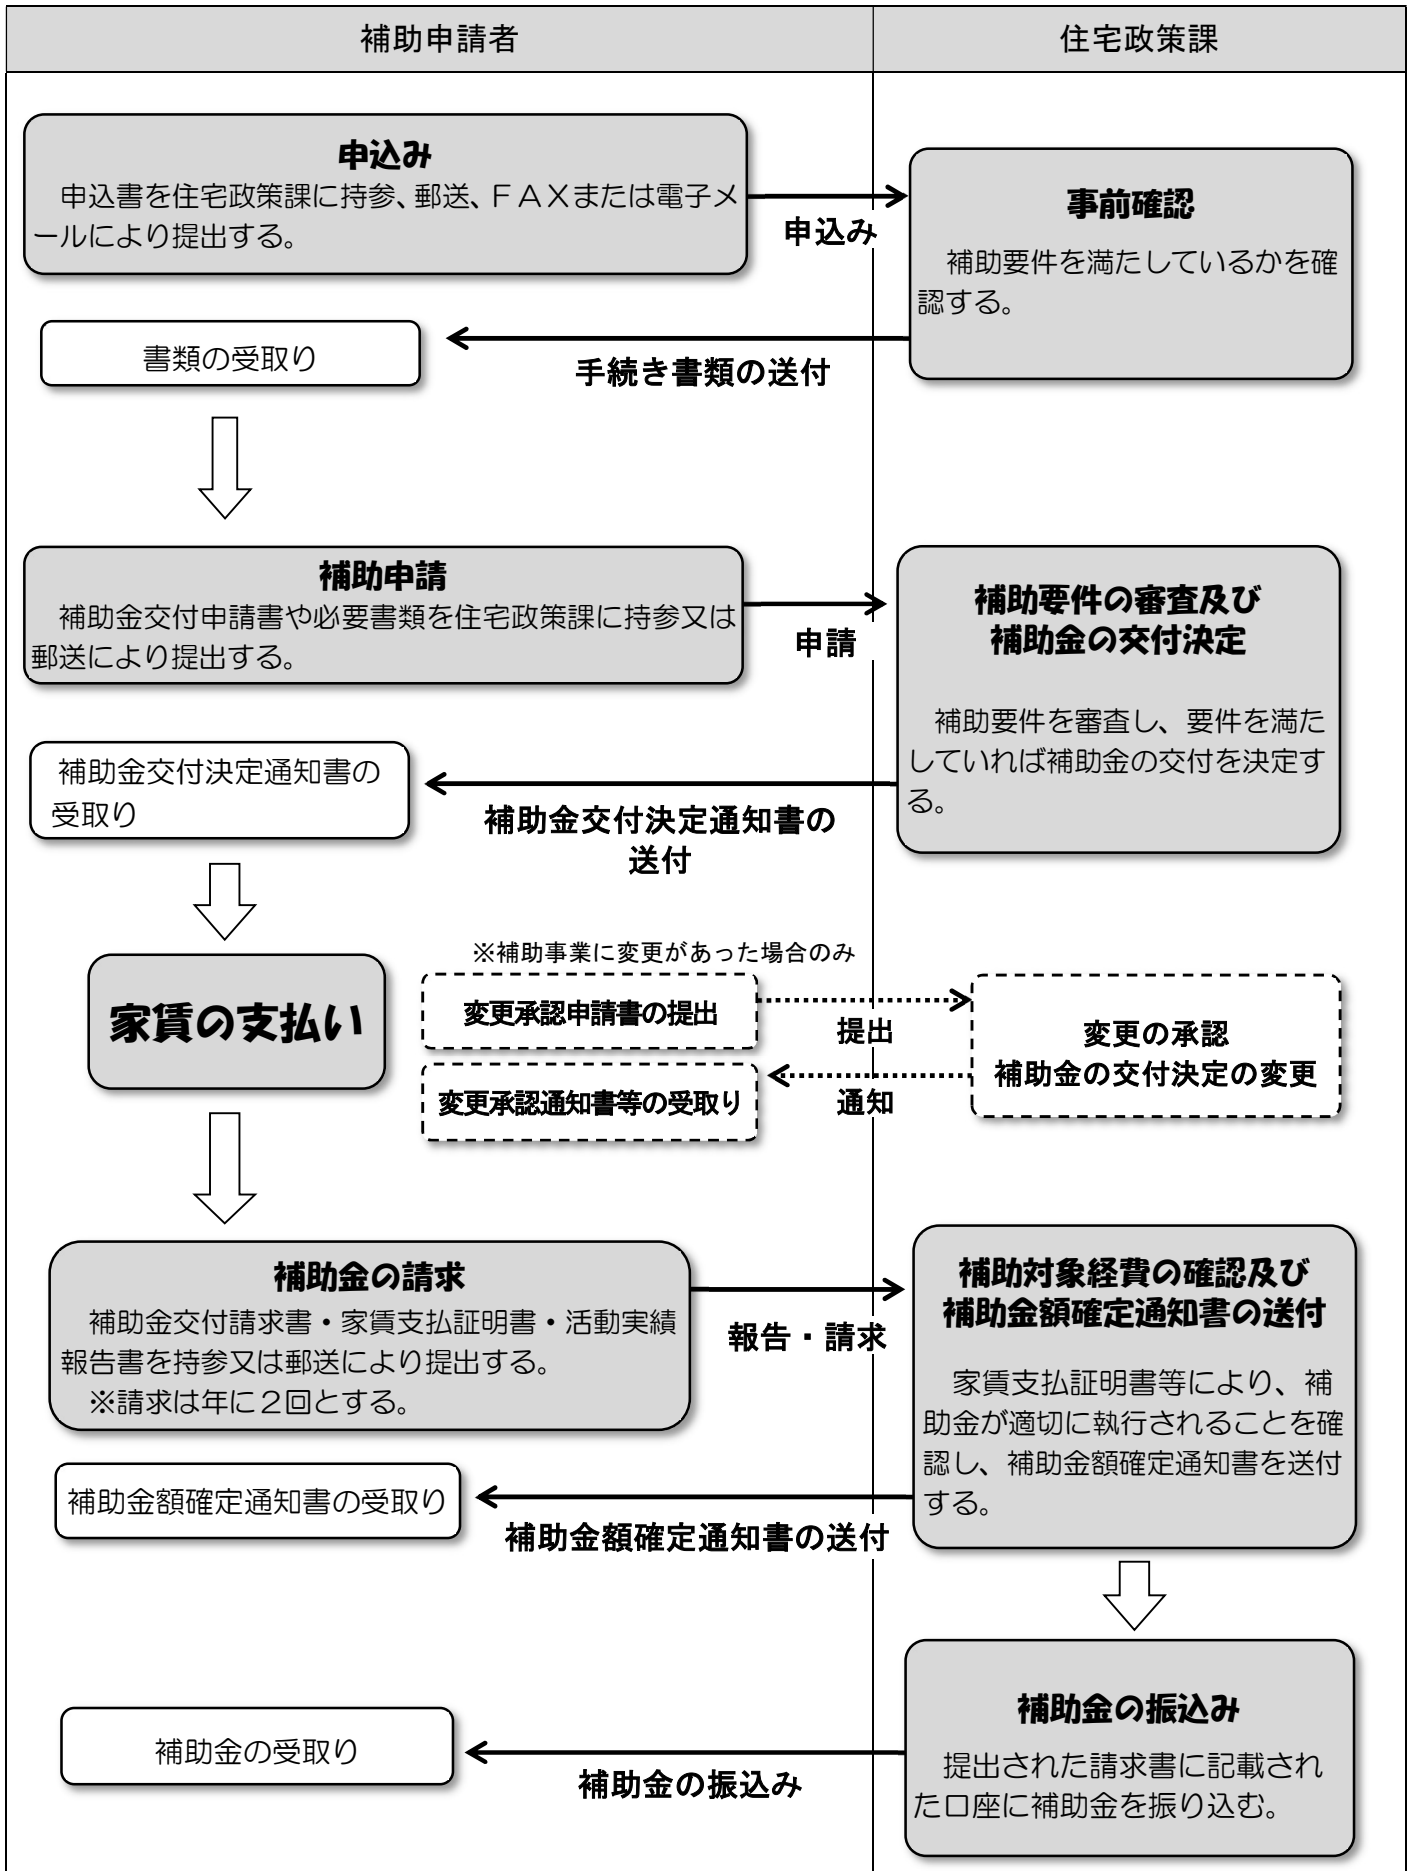 補助申請者
住宅政策課
申込み
申込書を住宅政策課に持参、郵送、ＦＡＸまたは電子メ
ールにより提出する。
申込み
事前確認
補助要件を満たしているかを確
認する。
書類の受取り
手続き書類の送付
補助申請
補助金交付申請書や必要書類を住宅政策課に持参又は
郵送により提出する。
申請
補助要件の審査及び
補助金の交付決定
補助要件を審査し、要件を満た
していれば補助金の交付を決定す
る。
補助金交付決定通知書の
受取り
補助金交付決定通知書の
送付
家賃の支払い
※補助事業に変更があった場合のみ
変更承認申請書の提出
提出
変更の承認
補助金の交付決定の変更
変更承認通知書等の受取り
通知
補助金の請求
補助金交付請求書・家賃支払証明書・活動実績
報告書を持参又は郵送により提出する。
※請求は年に２回とする。
報告・請求
補助対象経費の確認及び
補助金額確定通知書の送付
家賃支払証明書等により、補
助金が適切に執行されることを確
認し、補助金額確定通知書を送付
する。
補助金額確定通知書の受取り
補助金額確定通知書の送付
補助金の振込み
提出された請求書に記載され
た口座に補助金を振り込む。
補助金の受取り
補助金の振込み